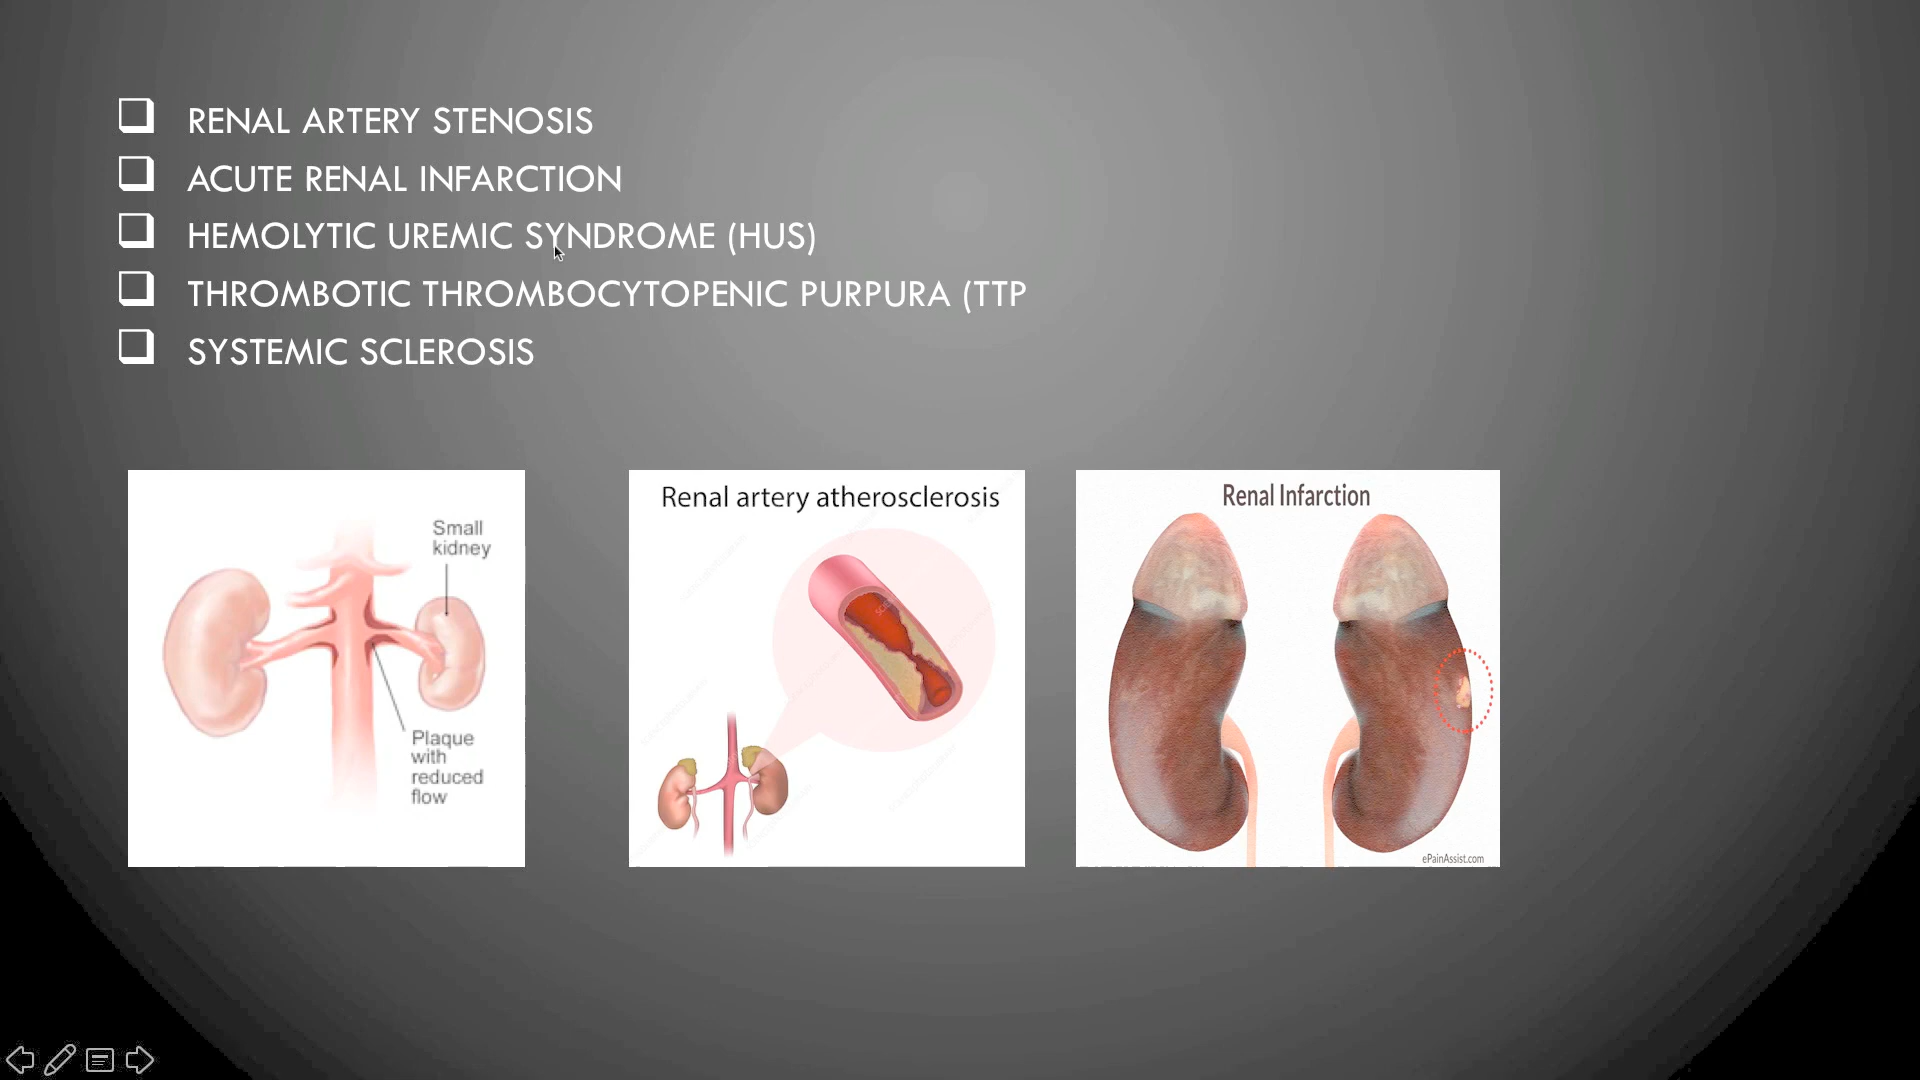 RENAL ARTERY STENOSIS
ACUTE RENAL INFARCTION
HEMOLYTIC UREMIC SYNDROME (HUS)
THROMBOTIC THROMBOCYTOPENIC PURPURA (TTP
SYSTEMIC SCLEROSIS
Small
kidney
Plaque
with
reduced
flow
Renal artery atherosclerosis
Renal Infarction
ePainAssist.com